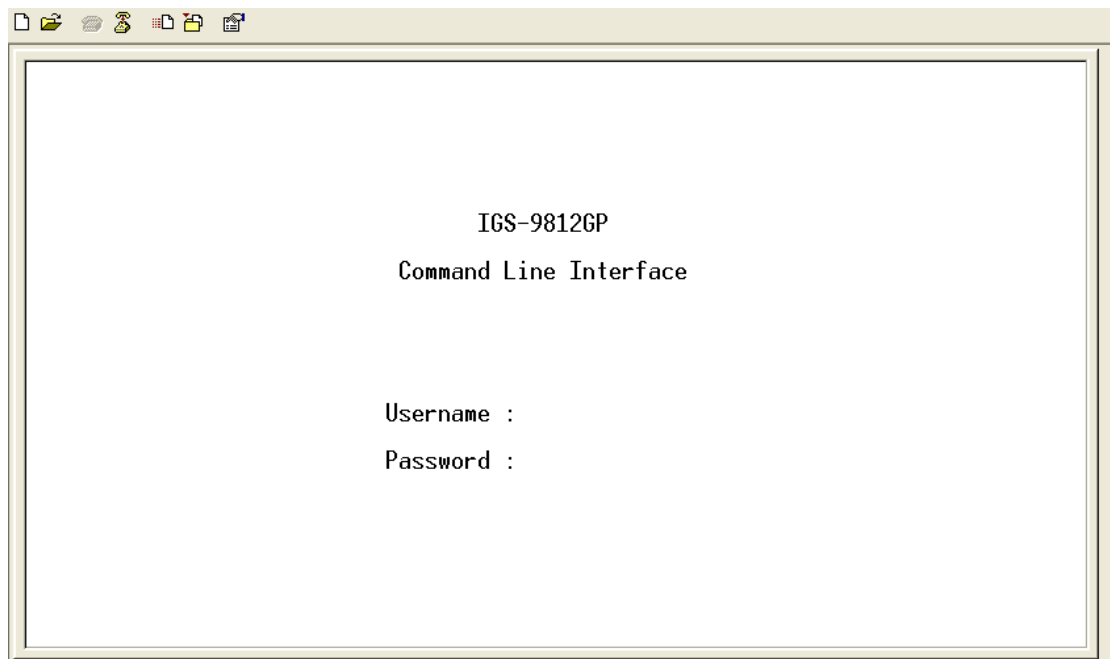 IGS-9812GP
Command Line Interface
Username :
Password :